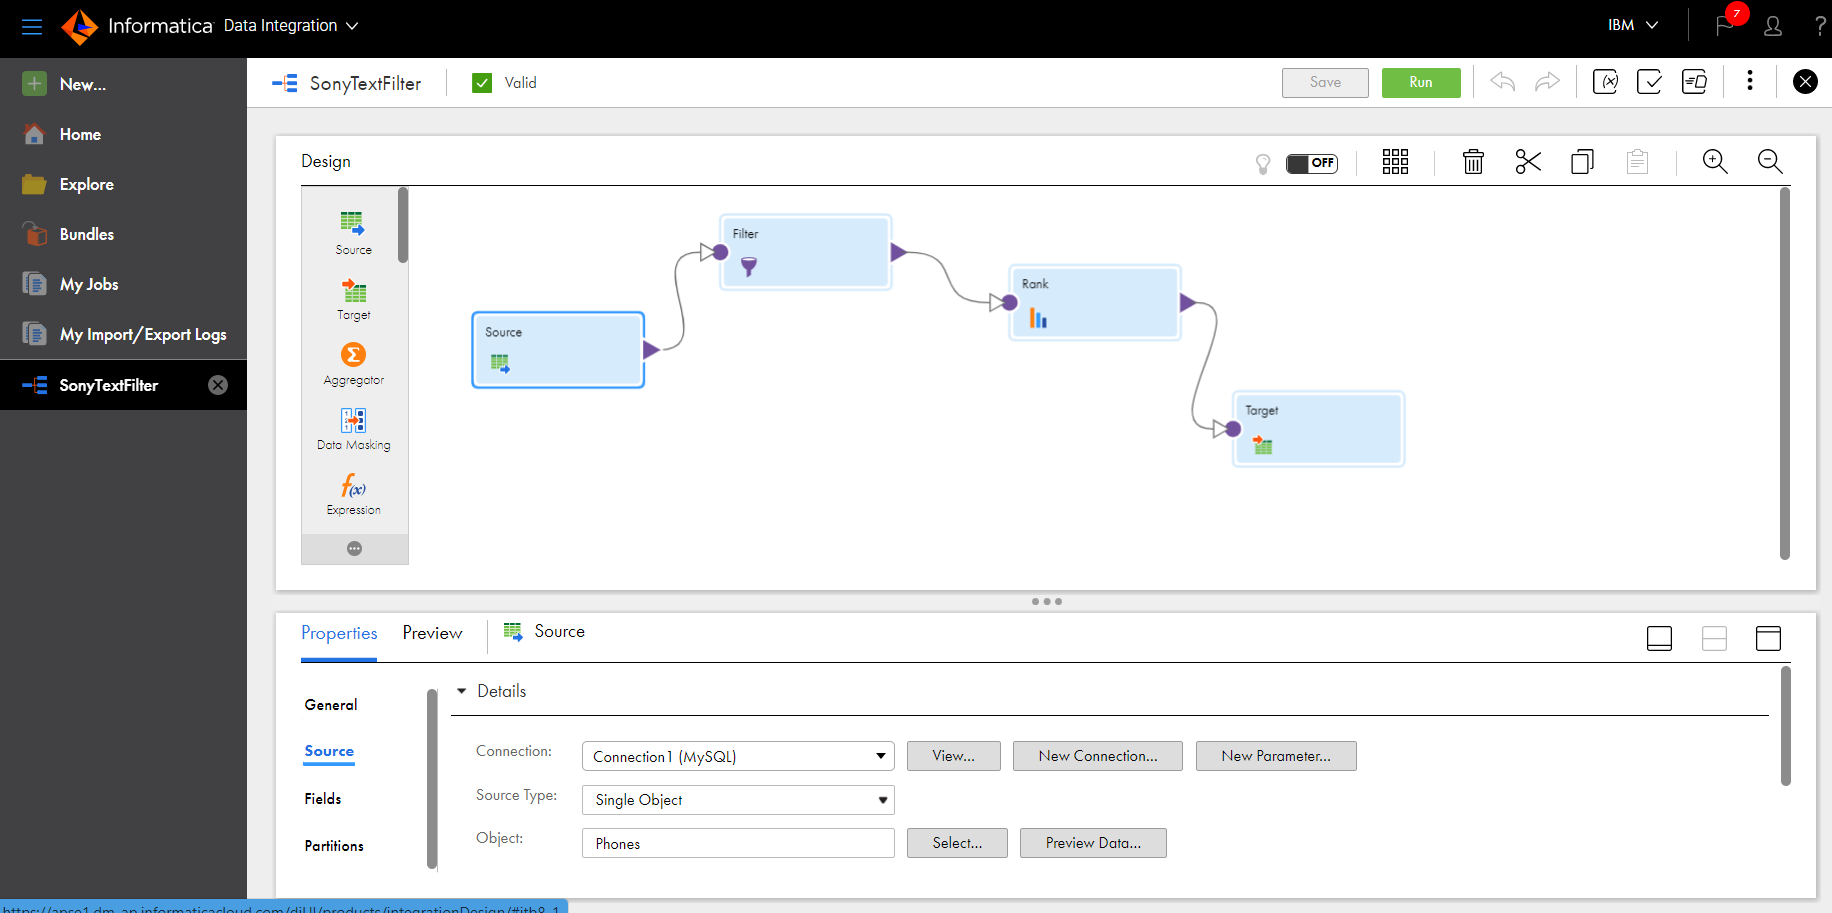 Informatica Data Integration
IBM
7
?
New...
Home
Explore
Bundles
My Jobs
My Import/Export Logs
SonyTextFilter
SonyTextFilter
Valid
Save
Run
Design
OFF
Source
Target
Aggregator
Data Masking
f(x)
Expression
Source
Filter
Rank
Target
Properties
Preview
Source
General
Source
Fields
Partitions
Details
Connection:
Connection1 (MySQL)
View...
New Connection...
New Parameter...
Source Type:
Single Object
Object:
Phones
Select...
Preview Data...